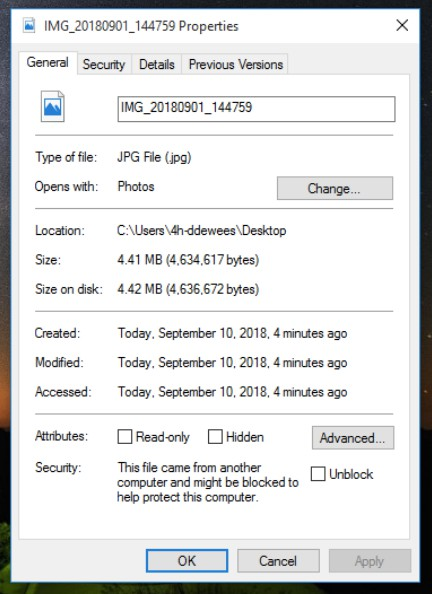 IMG_20180901_144759 Properties
General Security Details Previous Versions
IMG_20180901_144759
Type of file: JPG File (.jpg)
Opens with: Photos Change...
Location: C:\Users\4h-ddewees\Desktop
Size: 4.41 MB (4,634,617 bytes)
Size on disk: 4.42 MB (4,636,672 bytes)
Created: Today, September 10, 2018, 4 minutes ago
Modified: Today, September 10, 2018, 4 minutes ago
Accessed: Today, September 10, 2018, 4 minutes ago
Attributes: Read-only Hidden Advanced...
Security: This file came from another
computer and might be blocked to Unblock
help protect this computer.
OK Cancel Apply